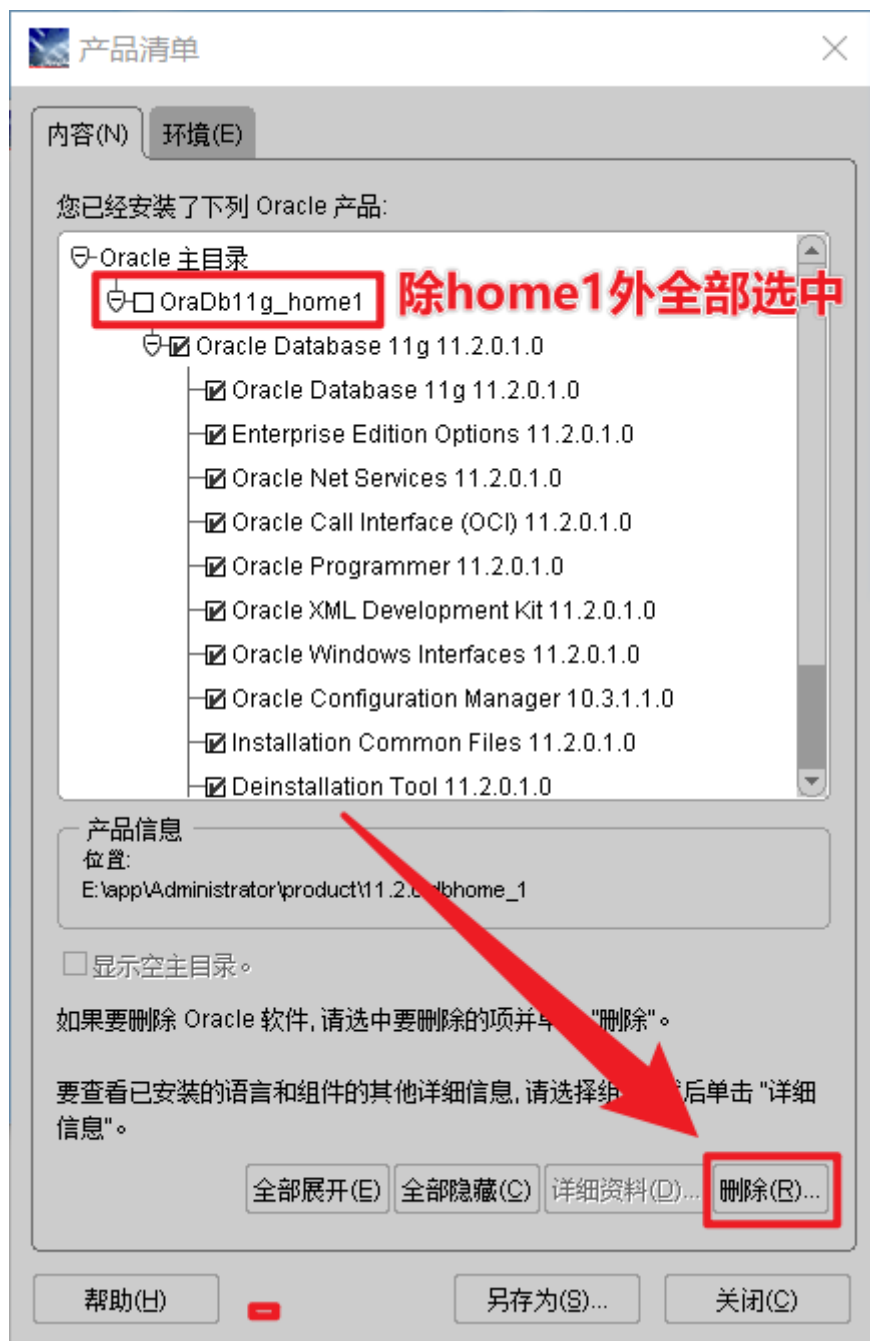 产品清单
内容(N) 环境(E)
您已经安装了下列 Oracle 产品:
Oracle 主目录
OraDb11g_home1 除home1外全部选中
Oracle Database 11g 11.2.0.1.0
Oracle Database 11g 11.2.0.1.0
Enterprise Edition Options 11.2.0.1.0
Oracle Net Services 11.2.0.1.0
Oracle Call Interface (OCI) 11.2.0.1.0
Oracle Programmer 11.2.0.1.0
Oracle XML Development Kit 11.2.0.1.0
Oracle Windows Interfaces 11.2.0.1.0
Oracle Configuration Manager 10.3.1.1.0
Installation Common Files 11.2.0.1.0
Deinstallation Tool 11.2.0.1.0
产品信息
位置:
E:\app\Administrator\product\11.2.0\dbhome_1
显示空主目录。
如果要删除 Oracle 软件, 请选中要删除的项并单 "删除"。
要查看已安装的语言和组件的其他详细信息, 请选择组 后单击 "详细
信息"。
全部展开(E) 全部隐藏(C) 详细资料(D)... 删除(R)...
帮助(H) 另存为(S)... 关闭(C)